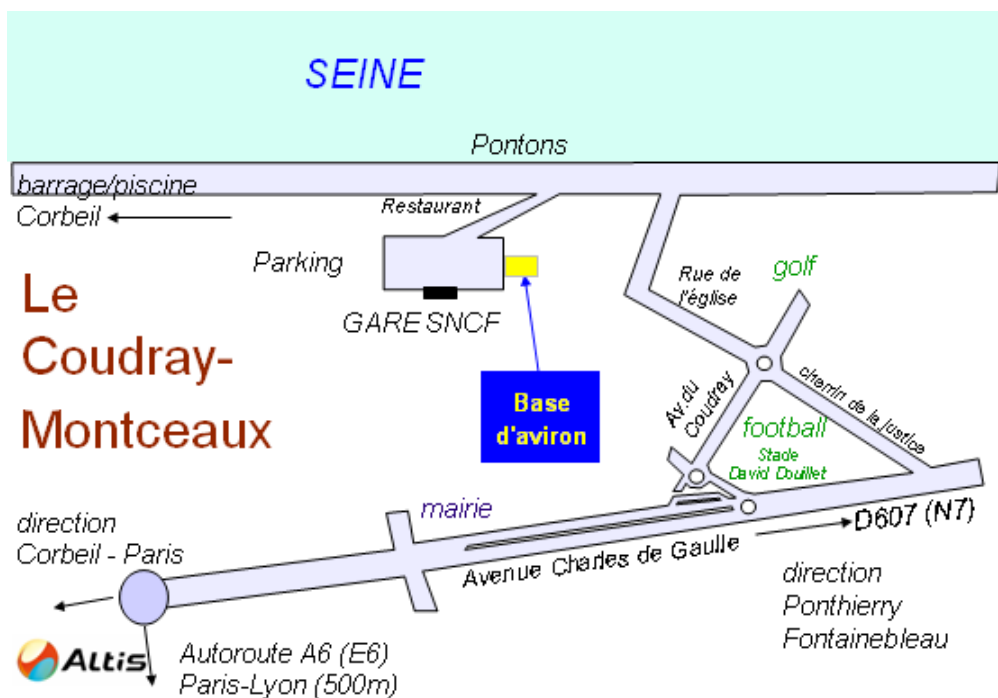 SEINE
Pontons
barrage/piscine
Corbeil
Restaurant
Parking
GARE SNCF
Rue de
l'église
golf
Le
Coudray-
Montceaux
Base
d'aviron
Av.du
Coudray
chemin de la justice
football
Stade
David Douillet
mairie
D607 (N7)
Avenue Charles de Gaulle
direction
Corbeil - Paris
direction
Ponthierry
Fontainebleau
Altis
Autoroute A6 (E6)
Paris-Lyon (500m)